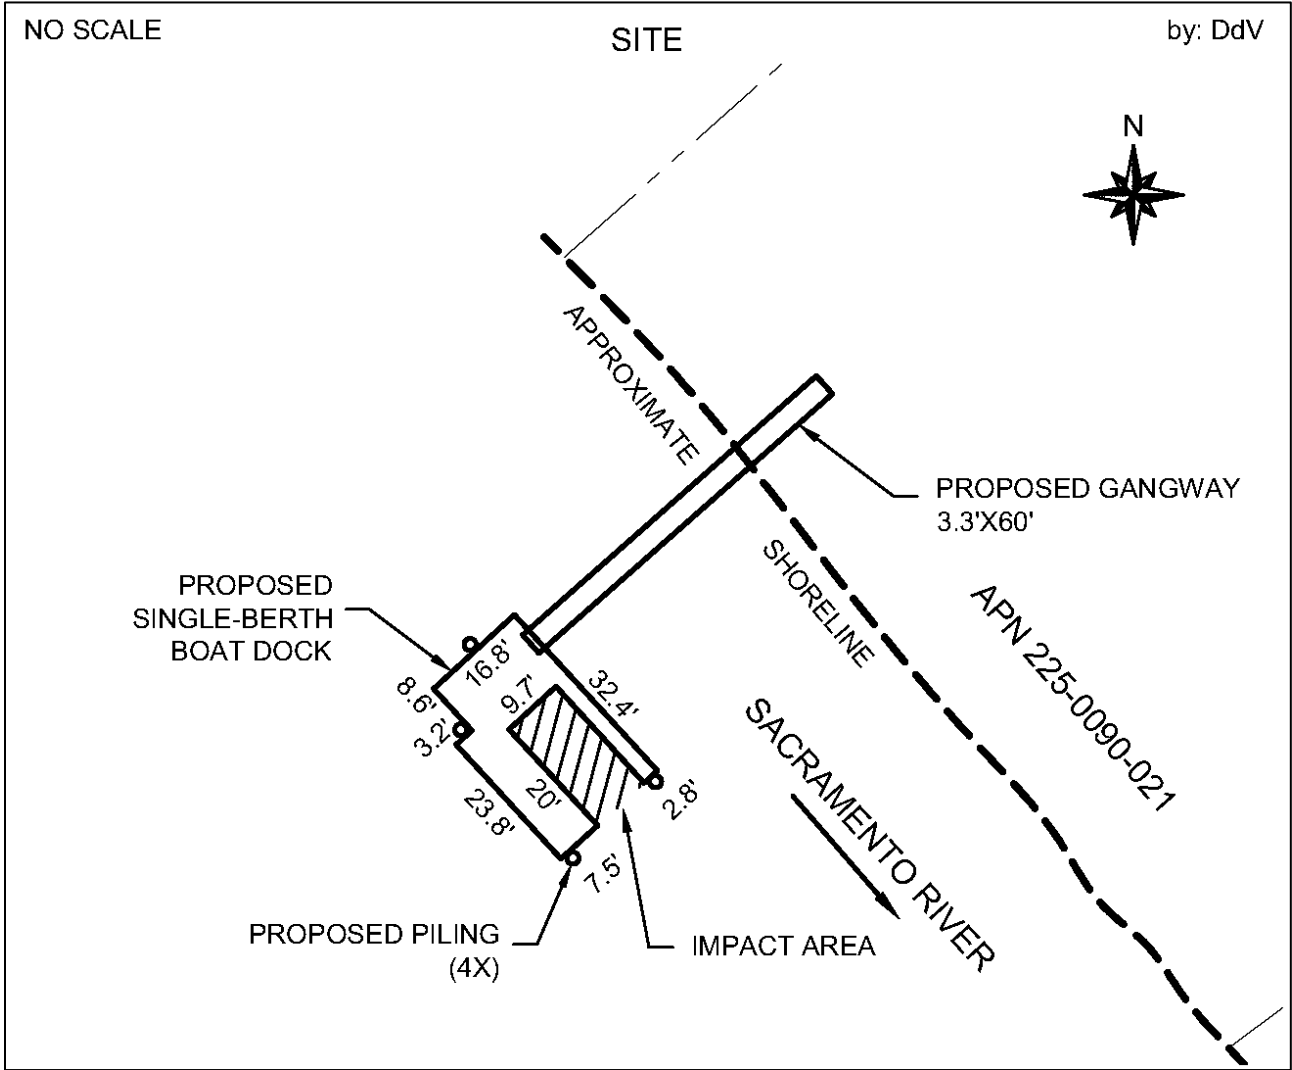 NO SCALE
SITE
by: DdV
N
APPROXIMATE
SHORELINE
PROPOSED GANGWAY
3.3'X60'
APN 225-0090-021
PROPOSED
SINGLE-BERTH
BOAT DOCK
16.8'
8.6'
3.2'
9.7'
32.4'
20'
23.8'
2.8'
7.5'
SACRAMENTO RIVER
PROPOSED PILING
(4X)
IMPACT AREA